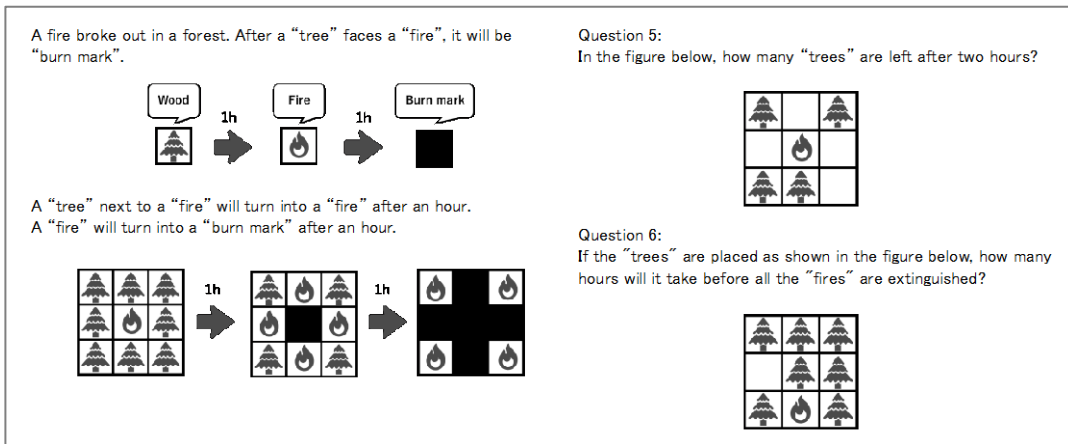 A fire broke out in a forest. After a “tree” faces a “fire”, it will be
“burn mark”.
Wood
1h
Fire
1h
Burn mark
A “tree” next to a “fire” will turn into a “fire” after an hour.
A “fire” will turn into a “burn mark” after an hour.
1h
1h
Question 5:
In the figure below, how many “trees” are left after two hours?
Question 6:
If the "trees" are placed as shown in the figure below, how many
hours will it take before all the "fires" are extinguished?